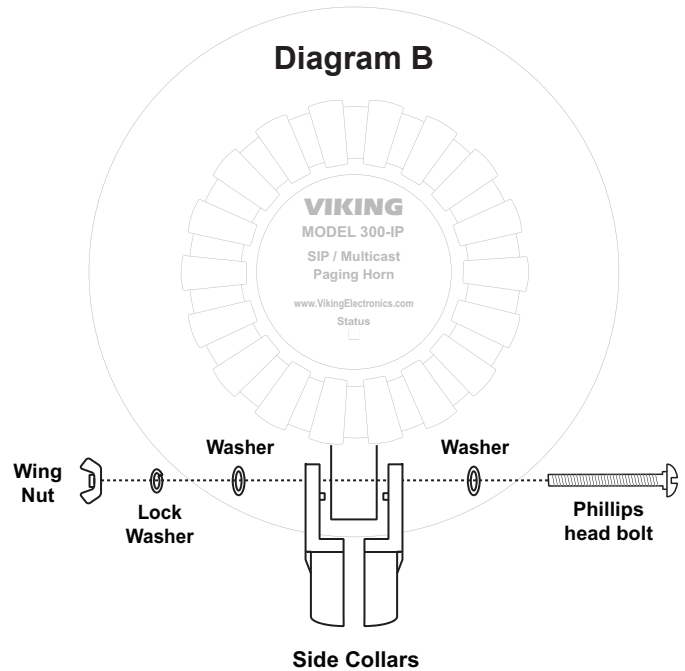 Diagram B
VIKING
MODEL 300-IP
SIP / Multicast
Paging Horn
www.VikingElectronics.com
Status
Washer
Washer
Wing
Nut
Lock
Washer
Phillips
head bolt
Side Collars